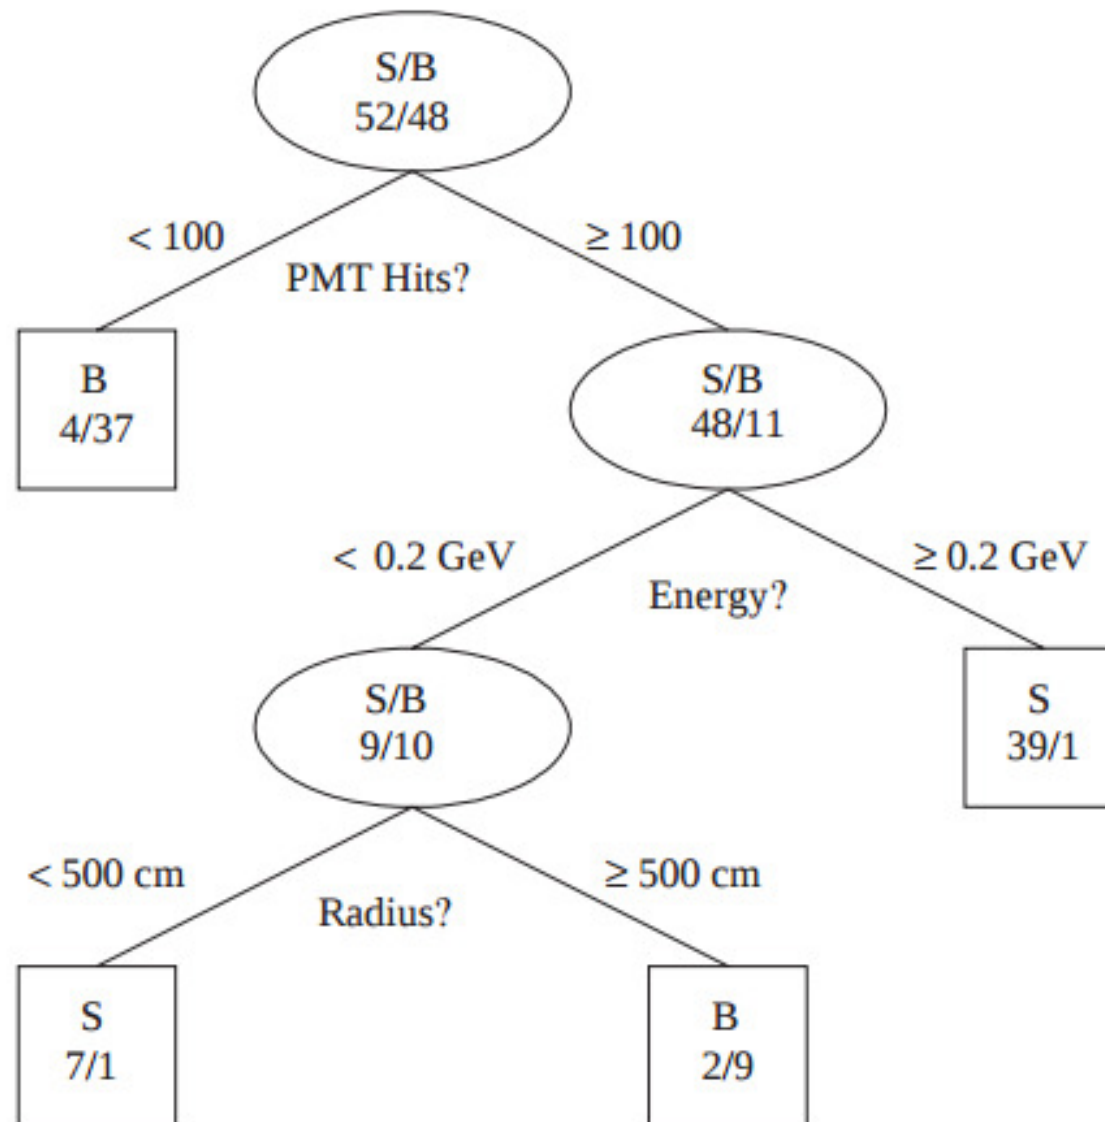 S/B
52/48
< 100
≥ 100
PMT Hits?
B
4/37
S/B
48/11
< 0.2 GeV
≥ 0.2 GeV
Energy?
S/B
9/10
S
39/1
< 500 cm
≥ 500 cm
Radius?
S
7/1
B
2/9